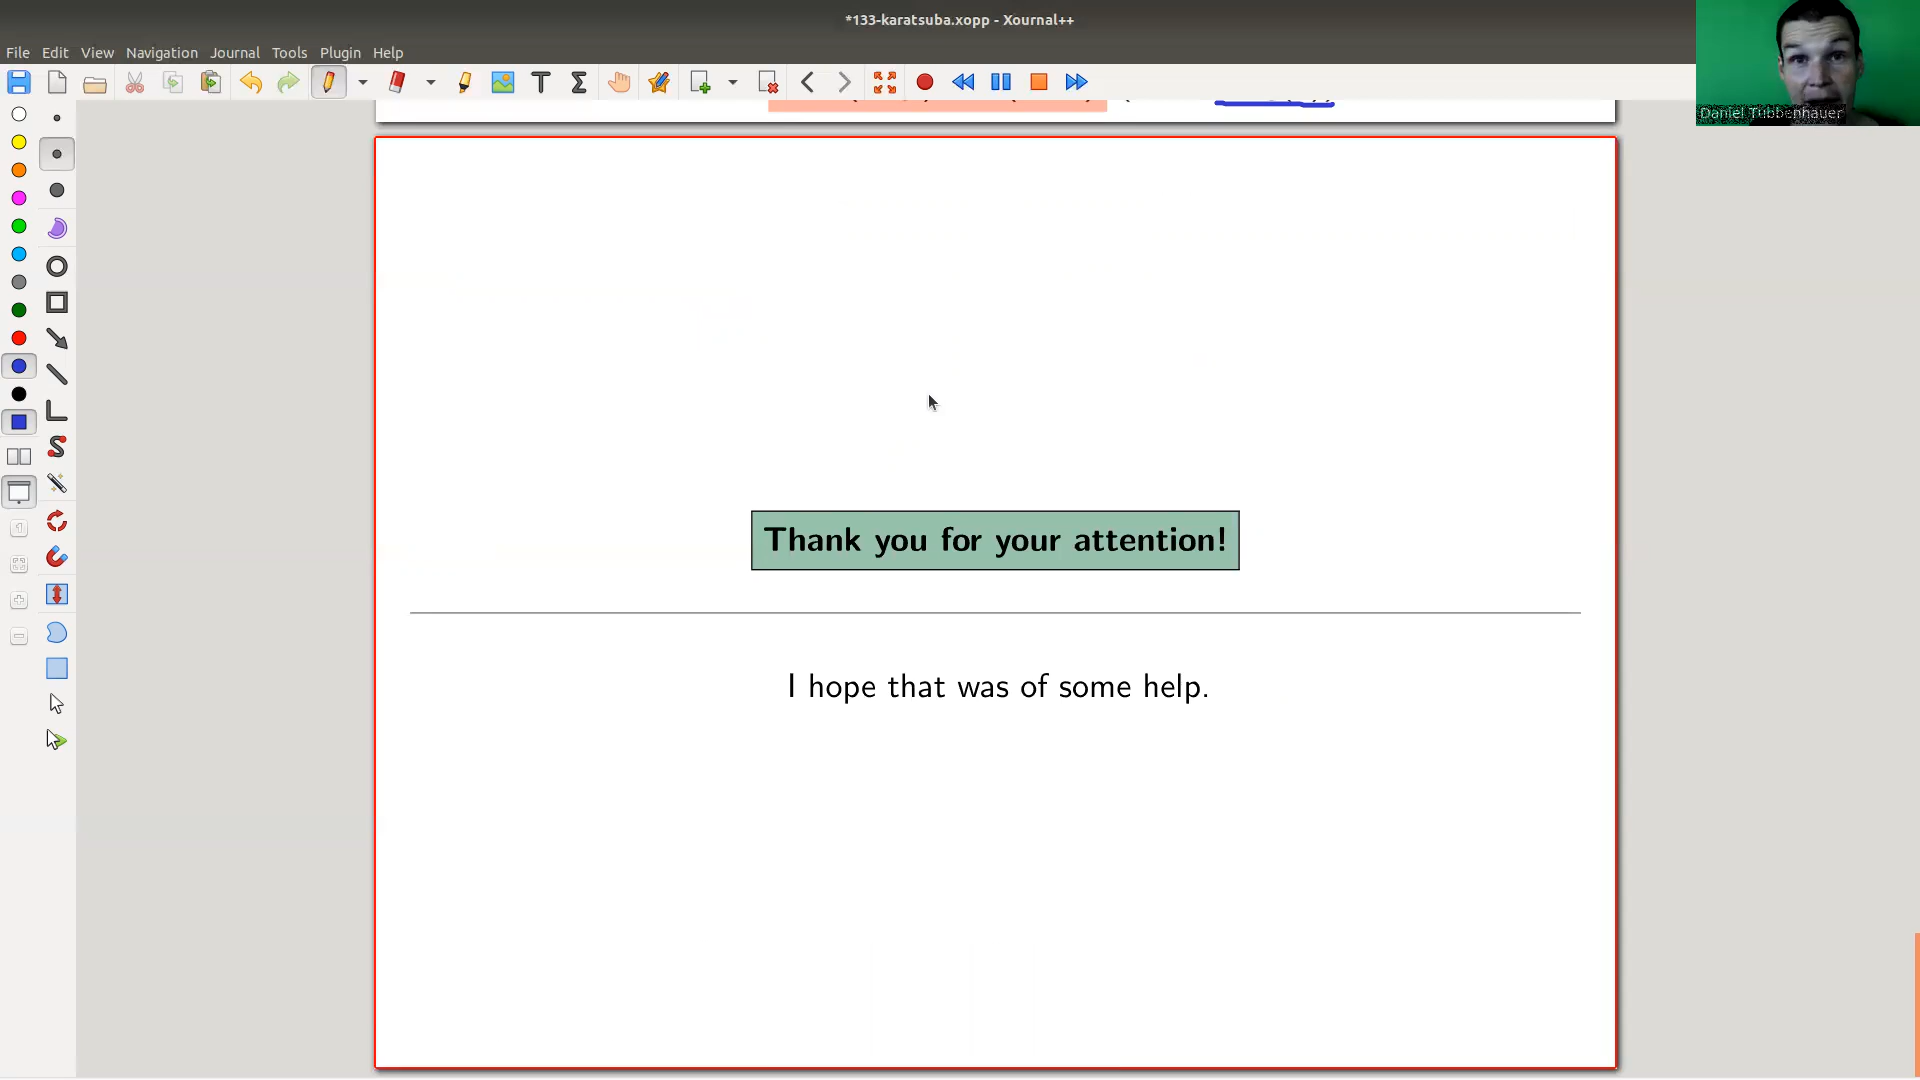 *133-karatsuba.xopp - Xournal++
File Edit View Navigation Journal Tools Plugin Help
Daniel Tubbenhauer
Thank you for your attention!
I hope that was of some help.